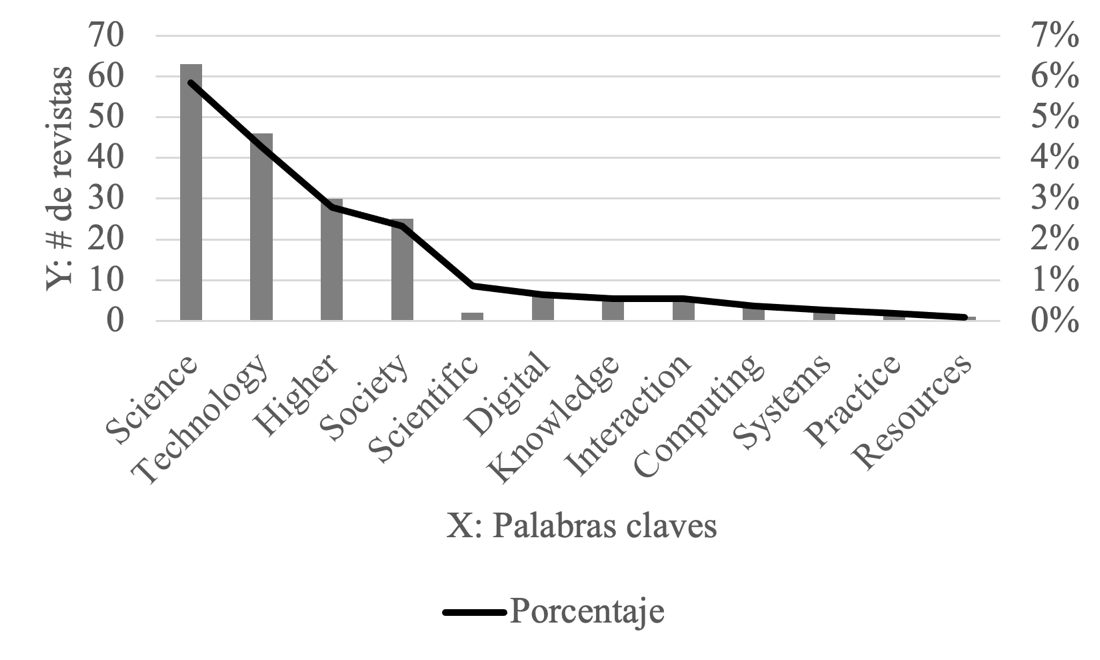 70
60
50
40
30
20
10
0
Y: # de revistas
7%
6%
5%
4%
3%
2%
1%
0%
Science
Technology
Higher
Society
Scientific
Digital
Knowledge
Interaction
Computing
Systems
Practice
Resources
X: Palabras claves
Porcentaje